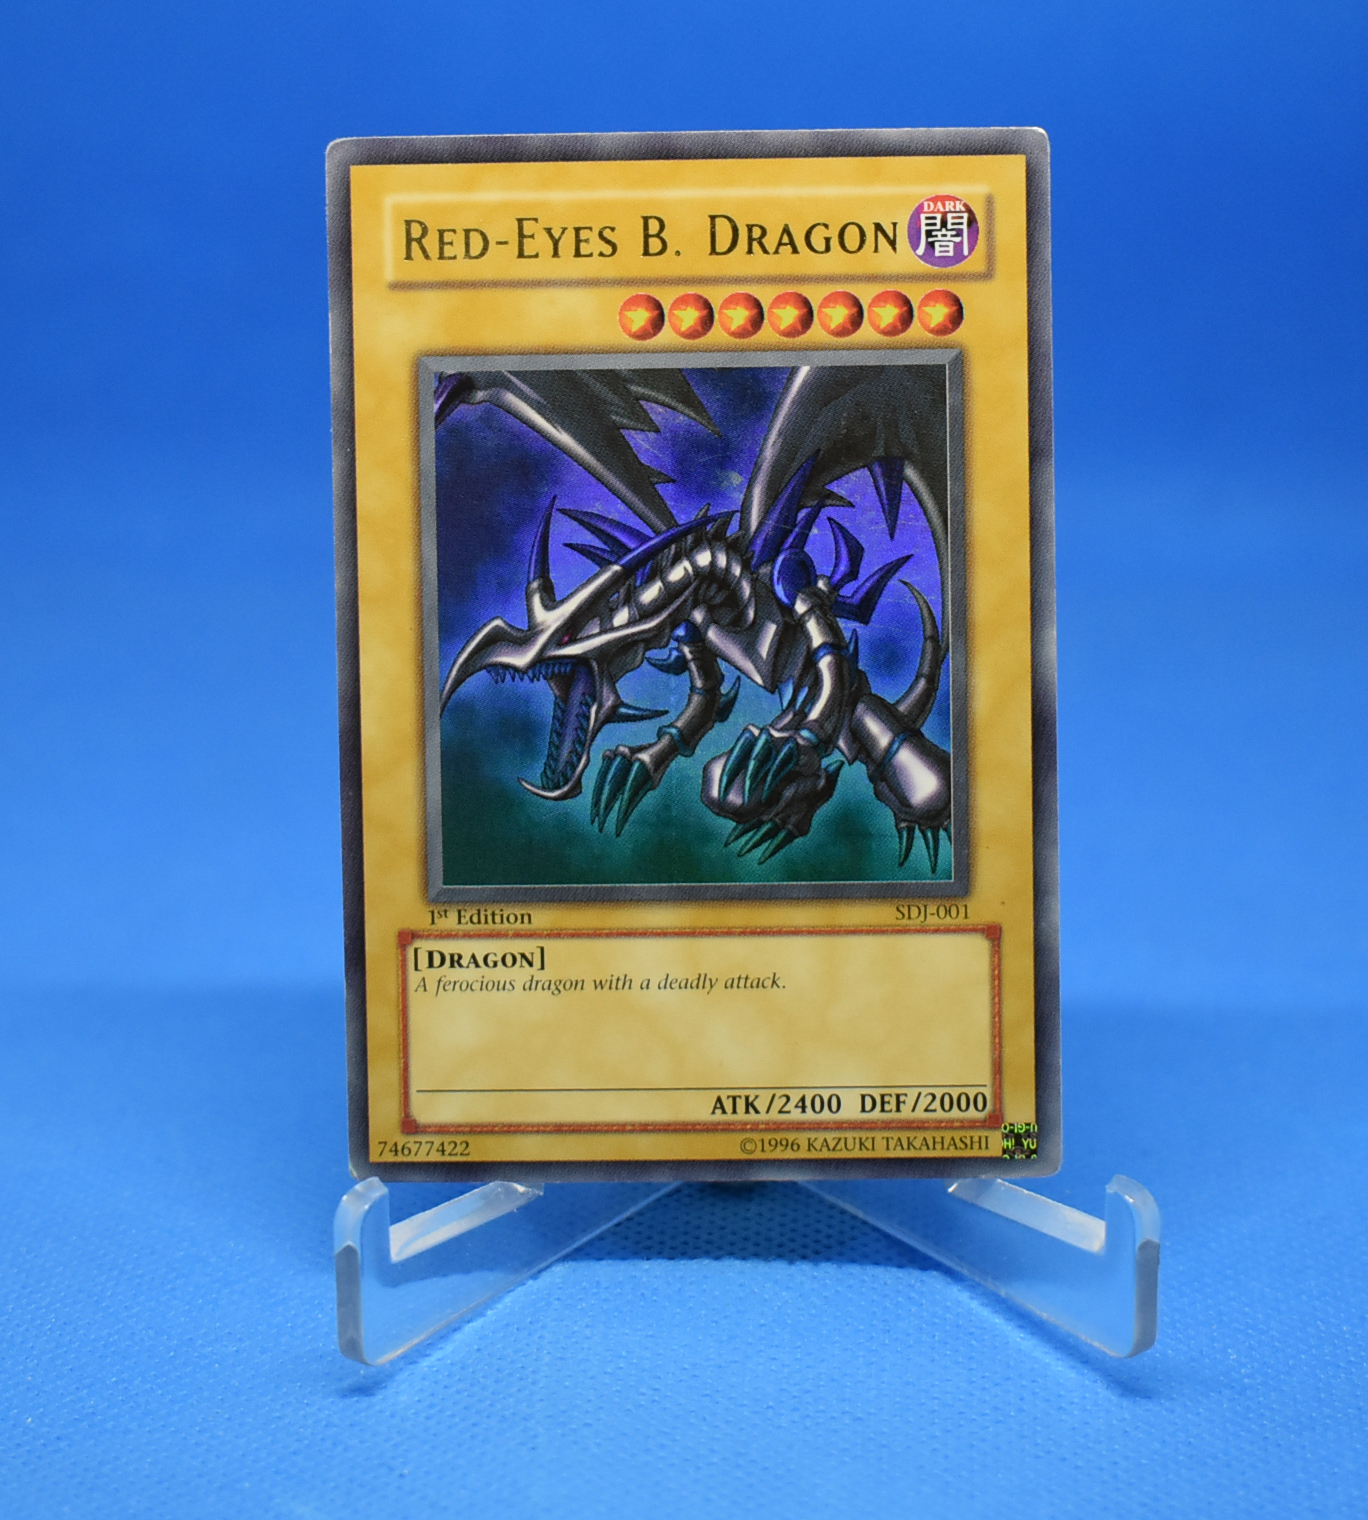 RED-EYES B. DRAGON
DARK
闇
1st Edition
SDJ-001
[DRAGON]
A ferocious dragon with a deadly attack.
ATK/2400 DEF/2000
74677422
©1996 KAZUKI TAKAHASHI